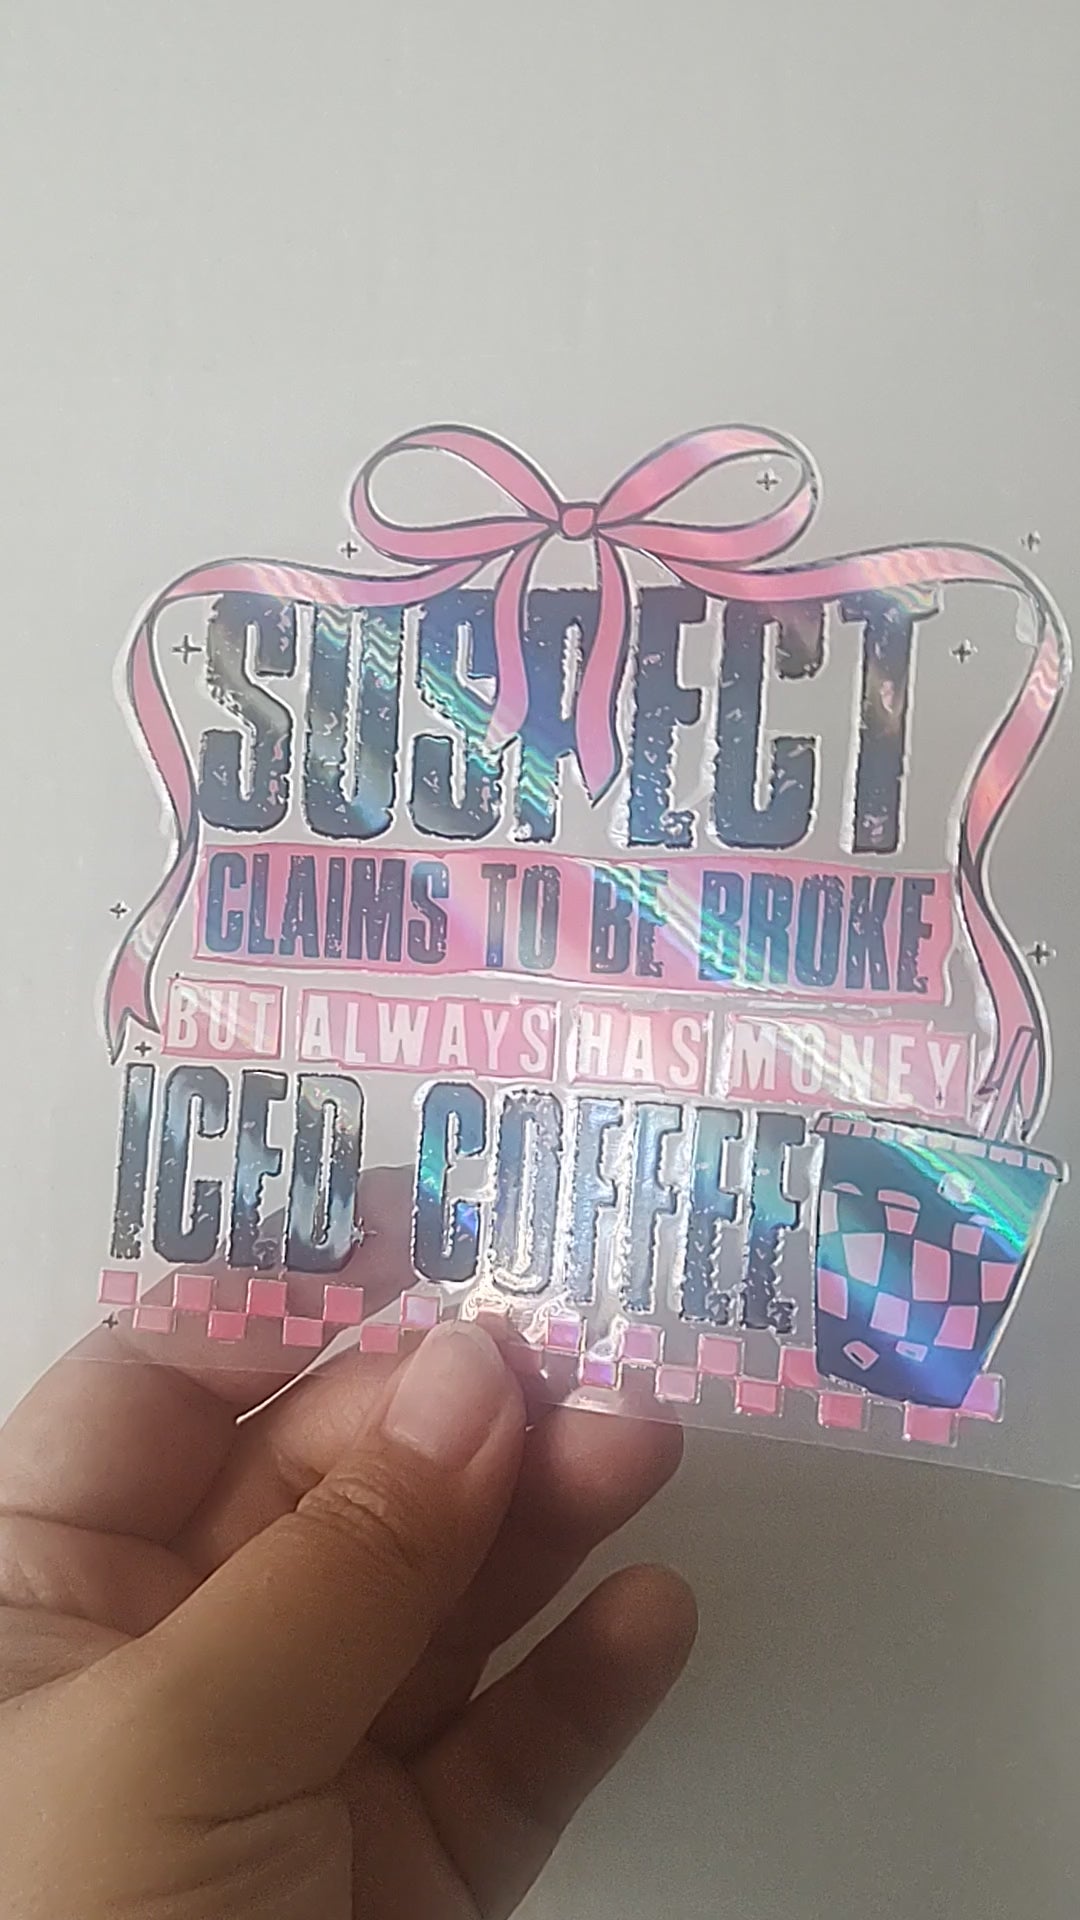 SUSPECT
CLAIMS TO BE BROKE
BUT ALWAYS HAS MONEY
ICED COFFEE